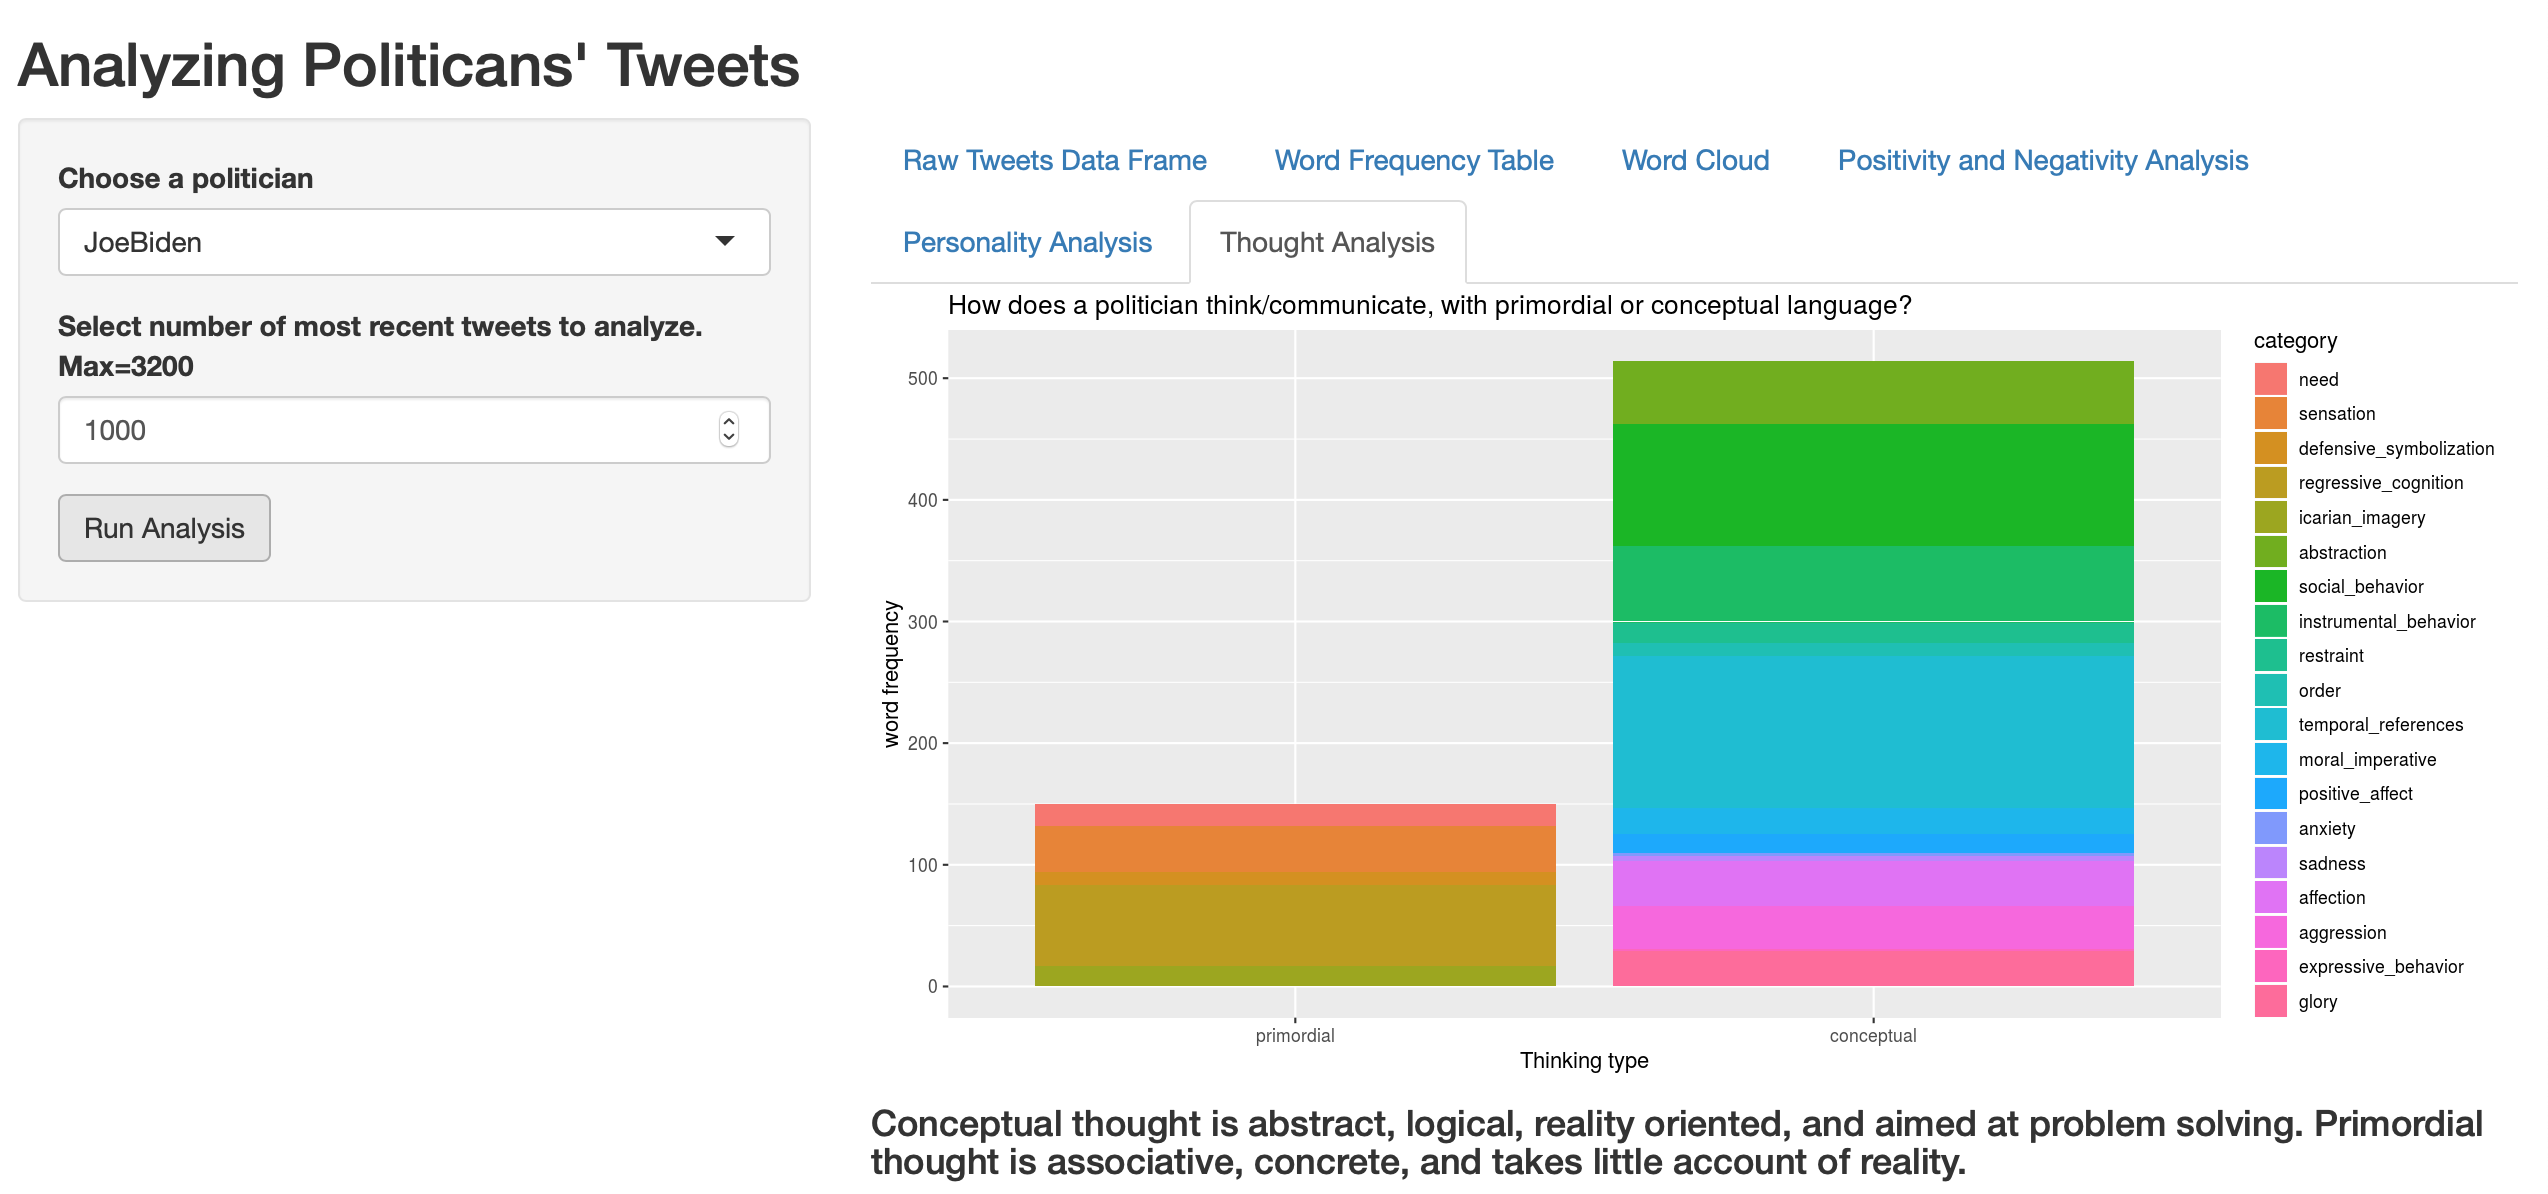 Analyzing Politicans' Tweets
Choose a politician
JoeBiden
Select number of most recent tweets to analyze.
Max=3200
1000
Run Analysis
Raw Tweets Data Frame
Word Frequency Table
Word Cloud
Positivity and Negativity Analysis
Personality Analysis
Thought Analysis
How does a politician think/communicate, with primordial or conceptual language?
word frequency
500
400
300
200
100
0
primordial
conceptual
Thinking type
category
need
sensation
defensive_symbolization
regressive_cognition
icarian_imagery
abstraction
social_behavior
instrumental_behavior
restraint
order
temporal_references
moral_imperative
positive_affect
anxiety
sadness
affection
aggression
expressive_behavior
glory
Conceptual thought is abstract, logical, reality oriented, and aimed at problem solving. Primordial
thought is associative, concrete, and takes little account of reality.